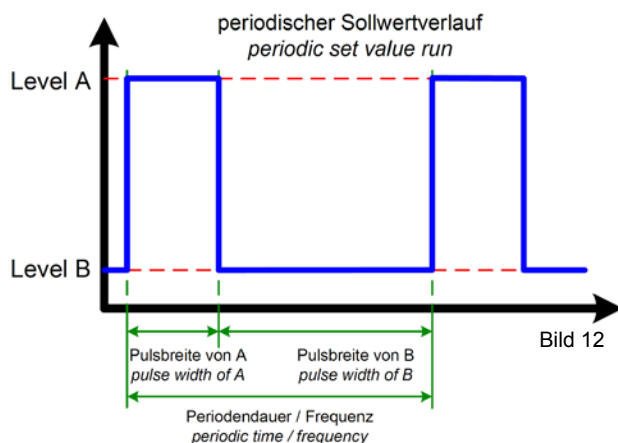 periodischer Sollwertverlauf
periodic set value run
Level A
Level B
Bild 12
Pulsbreite von A
pulse width of A
Pulsbreite von B
pulse width of B
Periodendauer / Frequenz
periodic time / frequency